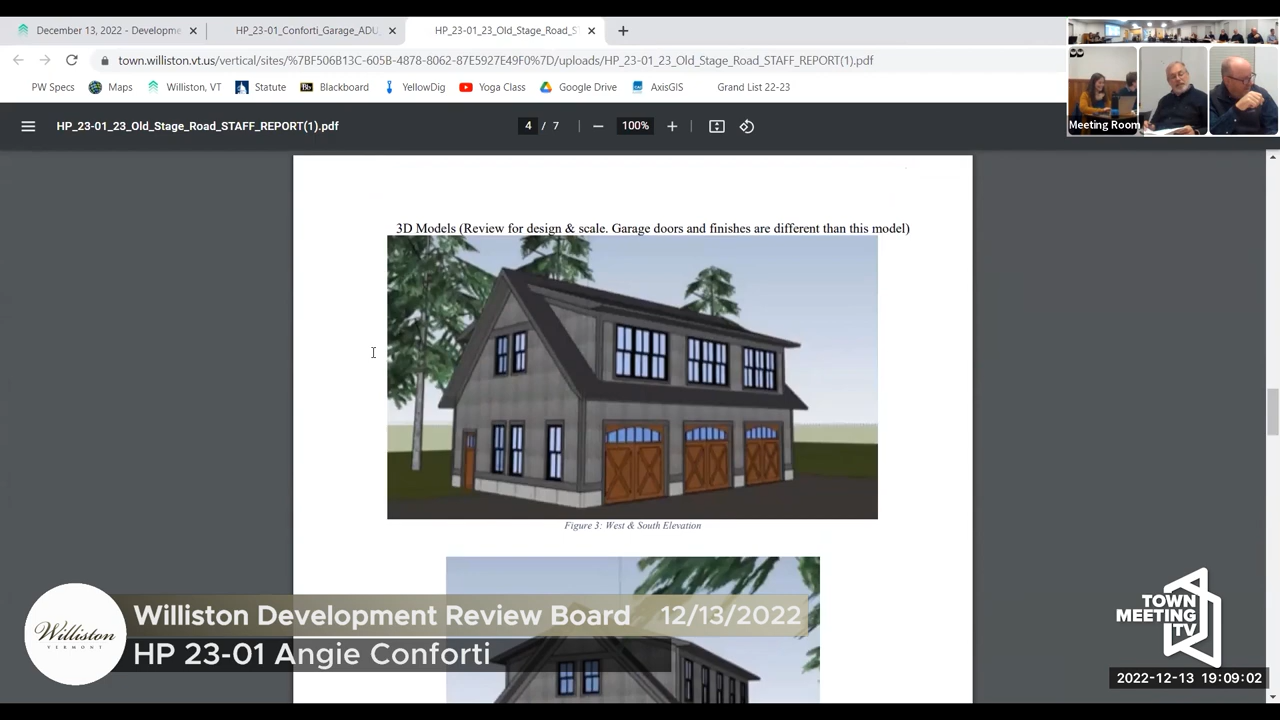 December 13, 2022 - Developme
HP_23-01_Conforti_Garage_ADU
HP_23-01_23_Old_Stage_Road_S
town.williston.vt.us/vertical/sites/%7BF506B13C-
-4878-8062-87E5927E49F0%7D/uploads/HP_23_01_23_Old_Stage_Road_STAFF_REPORT(1).pdf
PW Specs
Maps
Williston, VT
Statute
Blackboard
YellowDig
Yoga Class
Google Drive
AxisGIS
Grand List 22-23
Meeting Room
HP_23-01_23_Old_Stage_Road_STAFF_REPORT(1).pdf
4 / 7
100%
3D Models (Review for design & scale. Garage doors and finishes are different than this model)
Figure 3: West & South Elevation
Williston
VERMONT
Williston Development Review Board 12/13/2022
HP 23-01 Angie Conforti
TOWN
MEETING
TV
2022-12-13 19:09:02